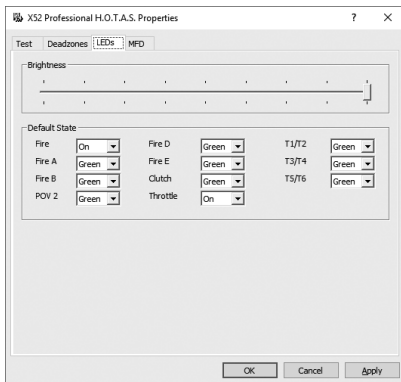 X52 Professional H.O.T.A.S. Properties ? ×
Test Deadzones LEDs MFD
Brightness
Default State
Fire On Fire D Green T1/T2 Green
Fire A Green Fire E Green T3/T4 Green
Fire B Green Clutch Green T5/T6 Green
POV 2 Green Throttle On
OK Cancel Apply